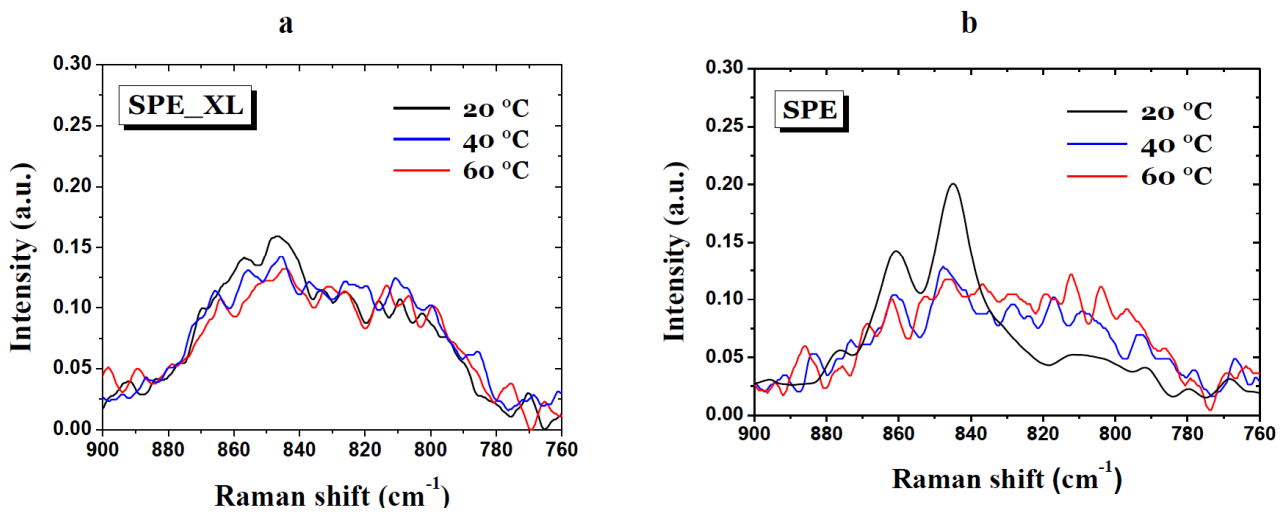 a
0.30
0.25
0.20
0.15
0.10
0.05
0.00
Intensity (a.u.)
SPE_XL
20 °C
40 °C
60 °C
900 880 860 840 820 800 780 760
Raman shift (cm⁻¹)
b
0.30
0.25
0.20
0.15
0.10
0.05
0.00
Intensity (a.u.)
SPE
20 °C
40 °C
60 °C
900 880 860 840 820 800 780 760
Raman shift (cm⁻¹)